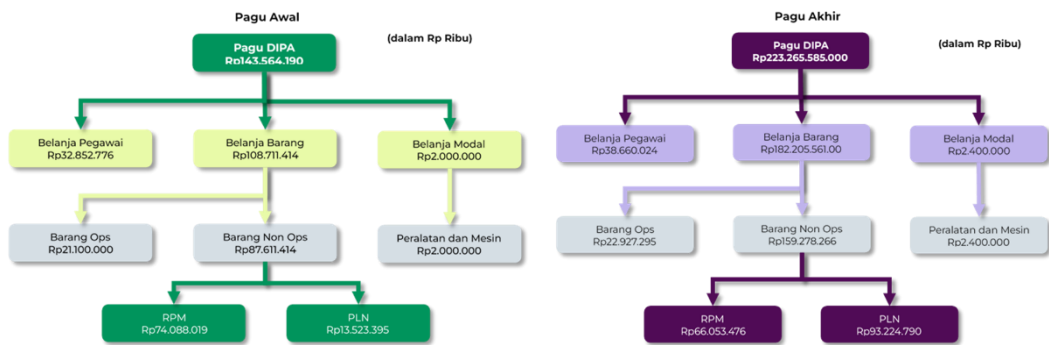 Pagu Awal
(dalam Rp Ribu)
Pagu DIPA
Rp143.564.190
Belanja Pegawai
Rp32.852.776
Belanja Barang
Rp108.711.414
Belanja Modal
Rp2.000.000
Barang Ops
Rp21.100.000
Barang Non Ops
Rp87.611.414
Peralatan dan Mesin
Rp2.000.000
RPM
Rp74.088.019
PLN
Rp13.523.395
Pagu Akhir
(dalam Rp Ribu)
Pagu DIPA
Rp223.265.585.000
Belanja Pegawai
Rp38.660.024
Belanja Barang
Rp182.205.561.00
Belanja Modal
Rp2.400.000
Barang Ops
Rp22.927.295
Barang Non Ops
Rp159.278.266
Peralatan dan Mesin
Rp2.400.000
RPM
Rp66.053.476
PLN
Rp93.224.790